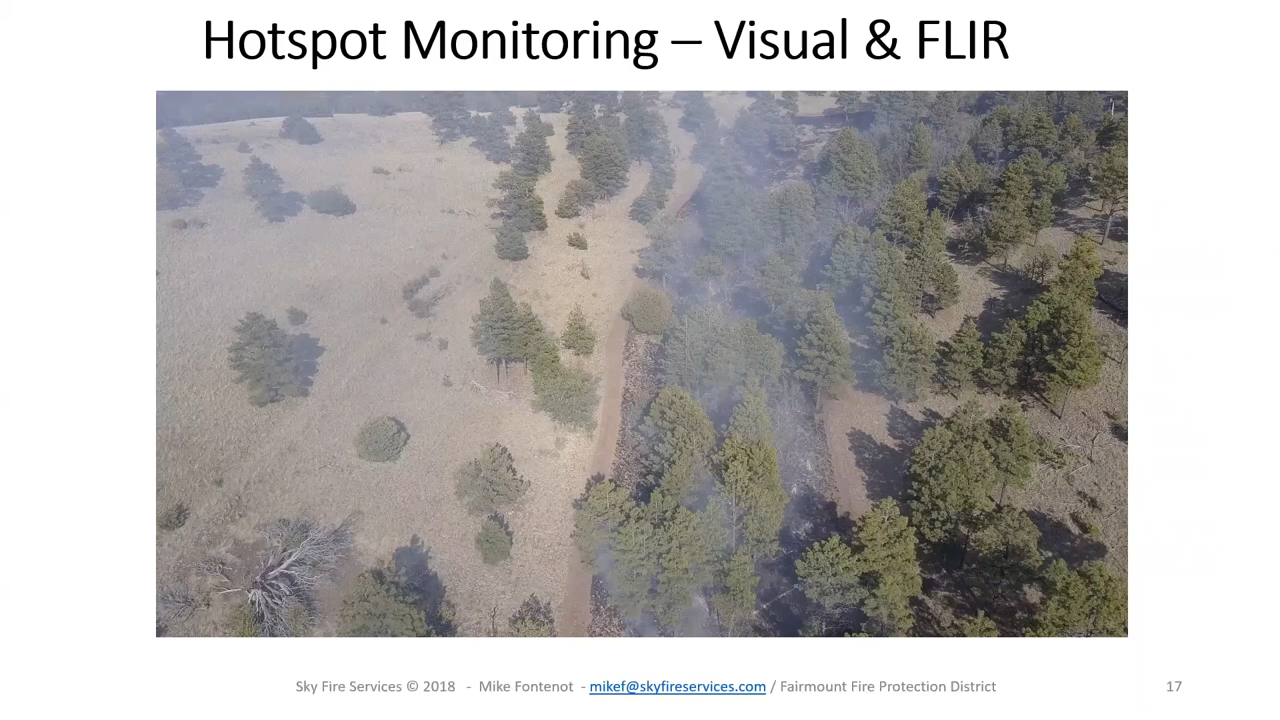 Hotspot Monitoring – Visual & FLIR
Sky Fire Services © 2018 - Mike Fontenot - mikef@skyfireservices.com / Fairmount Fire Protection District
17